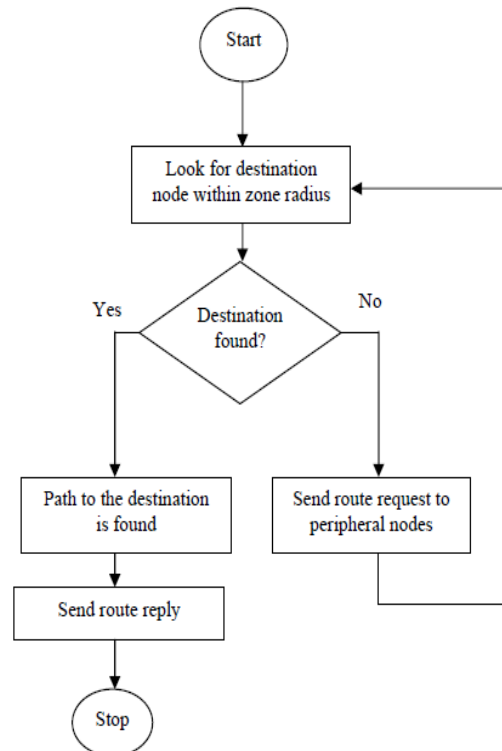 Start
Look for destination
node within zone radius
Yes
No
Destination
found?
Path to the destination
is found
Send route request to
peripheral nodes
Send route reply
Stop